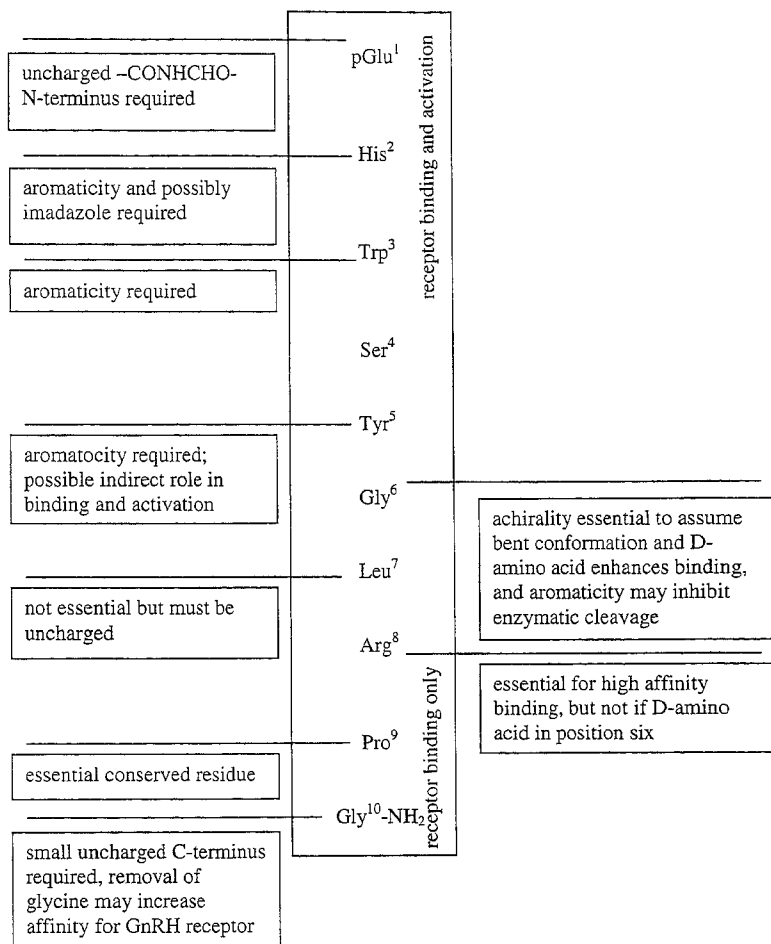 pGlu1
uncharged –CONHCHO-
N-terminus required
His2
aromaticity and possibly
imadazole required
Trp3
aromaticity required
Ser4
Tyr5
aromatocity required;
possible indirect role in
binding and activation
Gly6
achirality essential to assume
bent conformation and D-
amino acid enhances binding,
and aromaticity may inhibit
enzymatic cleavage
Leu7
not essential but must be
uncharged
Arg8
essential for high affinity
binding, but not if D-amino
acid in position six
Pro9
essential conserved residue
Gly10-NH2
small uncharged C-terminus
required, removal of
glycine may increase
affinity for GnRH receptor
receptor binding and activation
receptor binding only